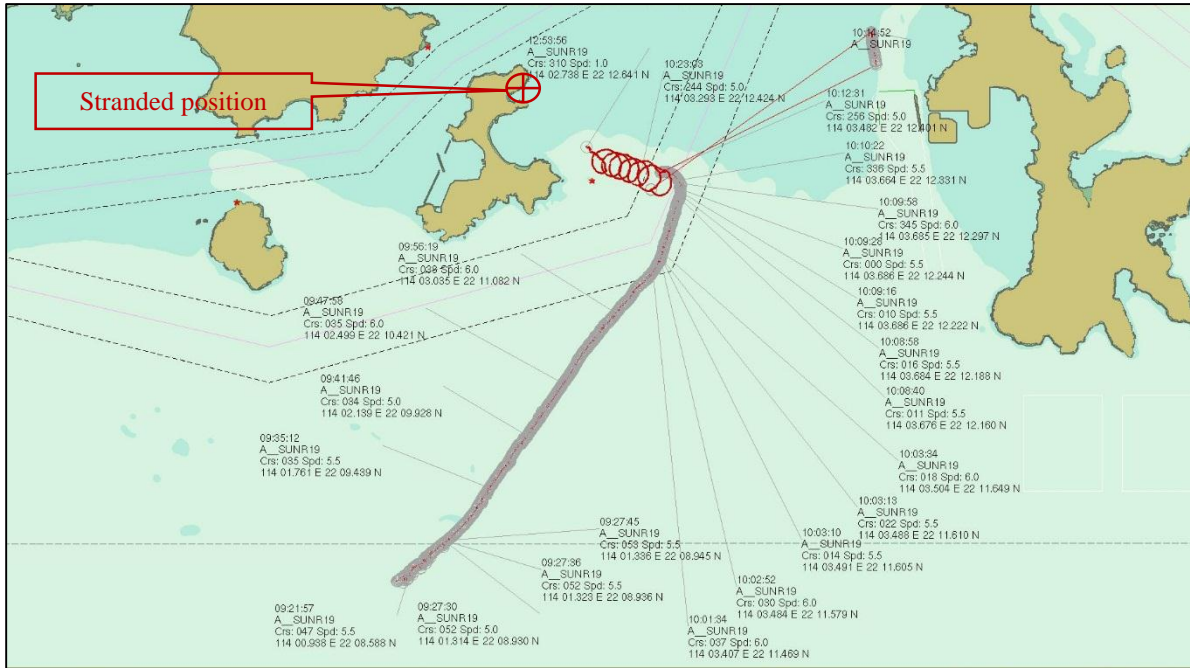 Stranded position
12:53:56
A__SUNR19
Crs: 310 Spd: 1.0
114 02.738 E 22 12.641 N
10:23:03
A__SUNR19
Crs: 244 Spd: 5.0
114 03.293 E 22 12.424 N
10:14:52
A__SUNR19
10:12:31
A__SUNR19
Crs: 256 Spd: 5.0
114 03.482 E 22 12.401 N
10:10:22
A__SUNR19
Crs: 336 Spd: 5.5
114 03.664 E 22 12.331 N
10:09:58
A__SUNR19
Crs: 345 Spd: 6.0
114 03.685 E 22 12.297 N
10:09:28
A__SUNR19
Crs: 000 Spd: 5.5
114 03.686 E 22 12.244 N
10:09:16
A__SUNR19
Crs: 010 Spd: 5.5
114 03.686 E 22 12.222 N
10:08:58
A__SUNR19
Crs: 016 Spd: 5.5
114 03.684 E 22 12.188 N
10:08:40
A__SUNR19
Crs: 011 Spd: 5.5
114 03.676 E 22 12.160 N
10:03:34
A__SUNR19
Crs: 018 Spd: 6.0
114 03.504 E 22 11.649 N
10:03:13
A__SUNR19
Crs: 022 Spd: 5.5
114 03.488 E 22 11.610 N
10:03:10
A__SUNR19
Crs: 014 Spd: 5.5
114 03.491 E 22 11.605 N
10:02:52
A__SUNR19
Crs: 030 Spd: 6.0
114 03.484 E 22 11.579 N
10:01:34
A__SUNR19
Crs: 037 Spd: 6.0
114 03.407 E 22 11.469 N
09:56:19
A__SUNR19
Crs: 038 Spd: 6.0
114 03.035 E 22 11.082 N
09:47:58
A__SUNR19
Crs: 035 Spd: 6.0
114 02.499 E 22 10.421 N
09:41:46
A__SUNR19
Crs: 034 Spd: 5.0
114 02.139 E 22 09.928 N
09:35:12
A__SUNR19
Crs: 035 Spd: 5.5
114 01.761 E 22 09.439 N
09:27:45
A__SUNR19
Crs: 053 Spd: 5.5
114 01.336 E 22 08.945 N
09:27:36
A__SUNR19
Crs: 052 Spd: 5.5
114 01.323 E 22 08.936 N
09:27:30
A__SUNR19
Crs: 052 Spd: 5.0
114 01.314 E 22 08.930 N
09:21:57
A__SUNR19
Crs: 047 Spd: 5.5
114 00.938 E 22 08.588 N